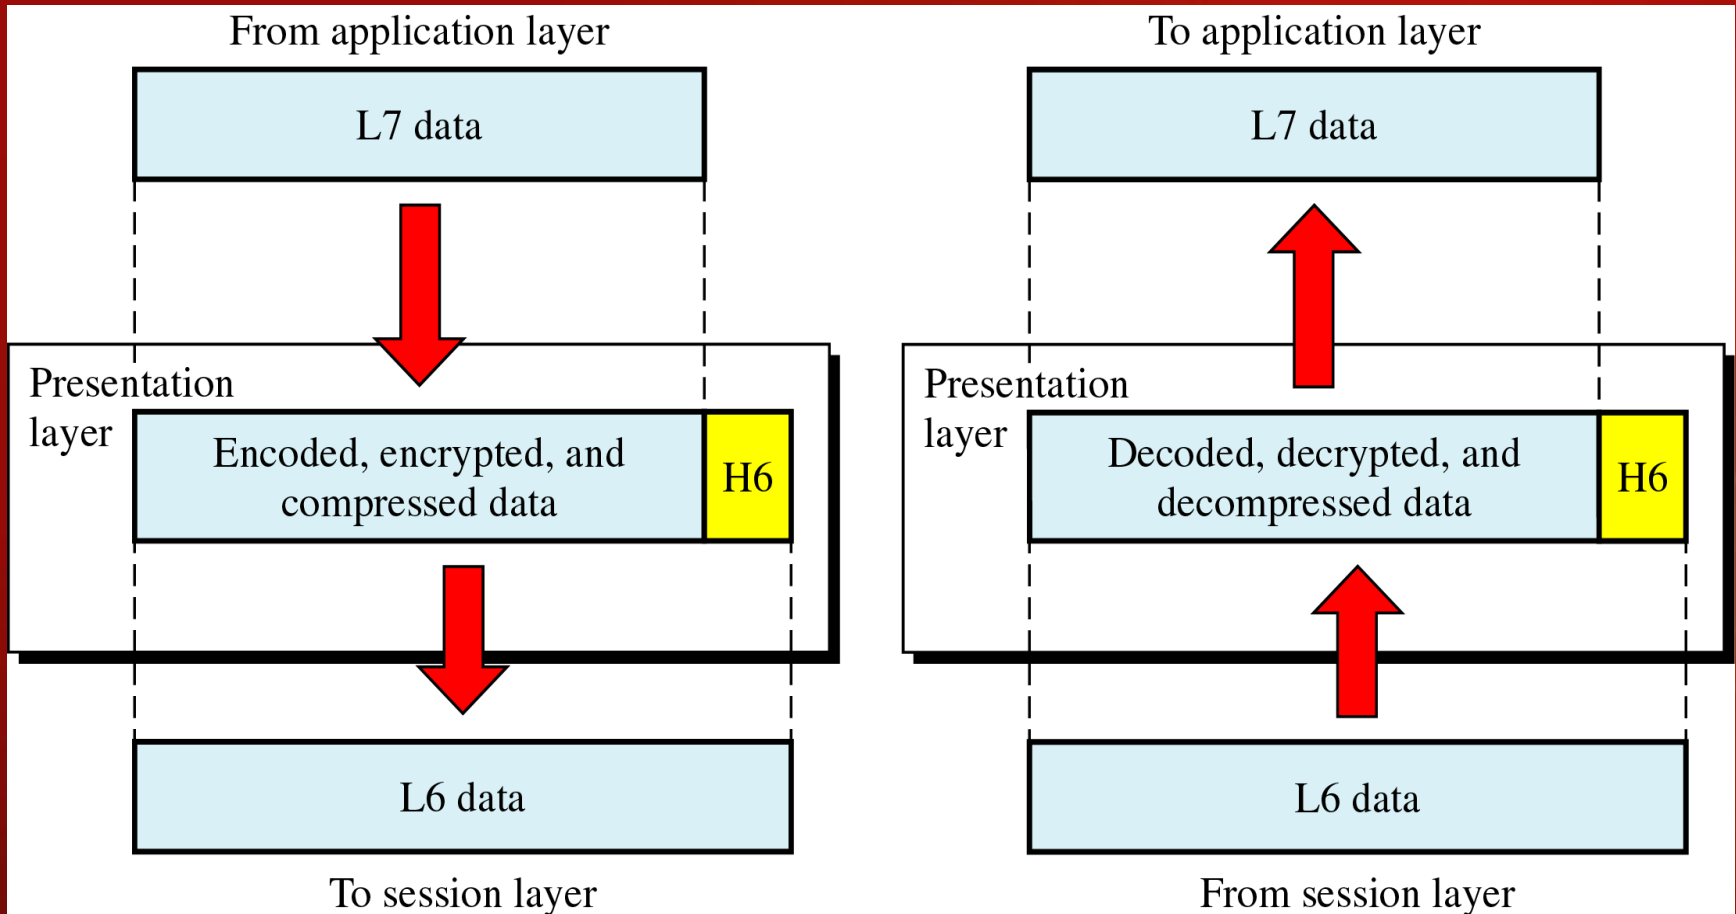 From application layer
L7 data
Presentation
layer
Encoded, encrypted, and
compressed data
H6
L6 data
To session layer
To application layer
L7 data
Presentation
layer
Decoded, decrypted, and
decompressed data
H6
L6 data
From session layer